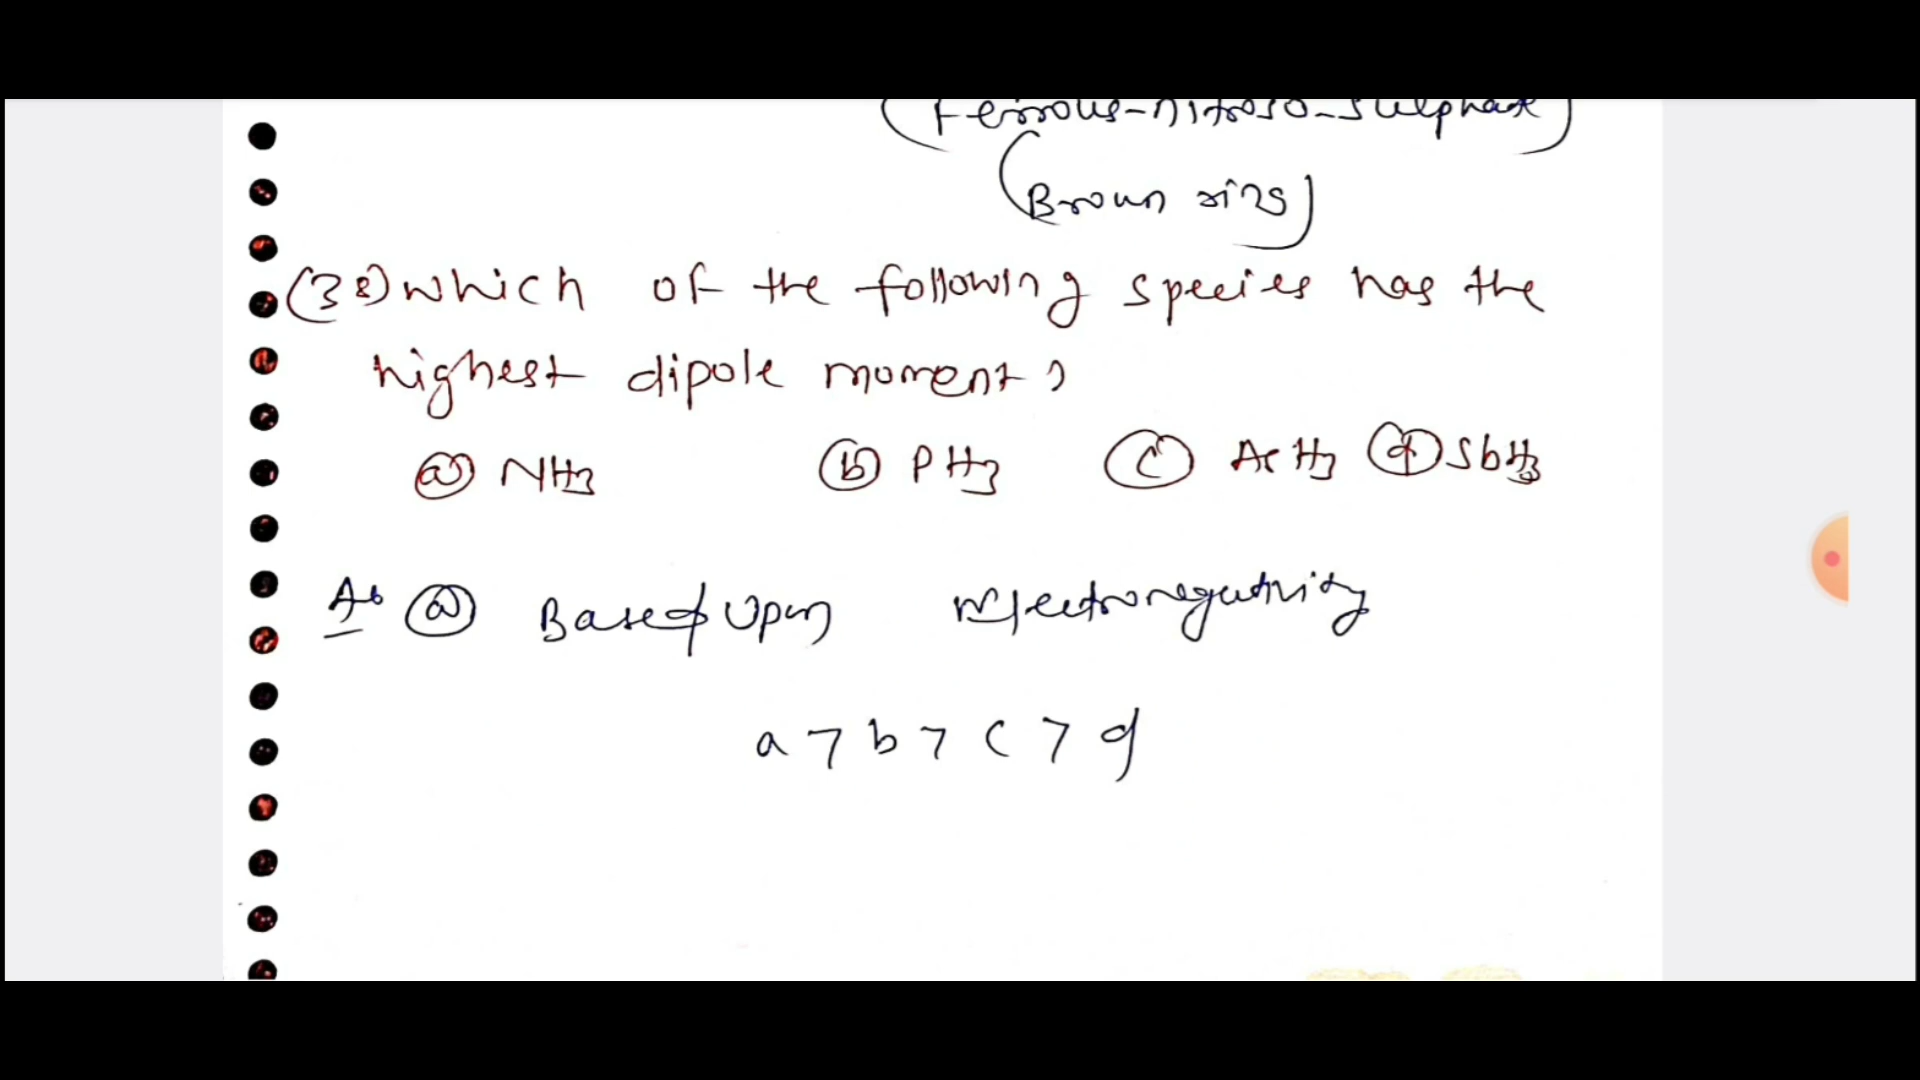 (Ferrous-nitroso-sulphate)
(Brown ring)
(38) which of the following species has the
highest dipole moment?
(a) NH3 (b) PH3 (c) AsH3 (d) SbH3
(a) Based upon electronegativity
a > b > c > d